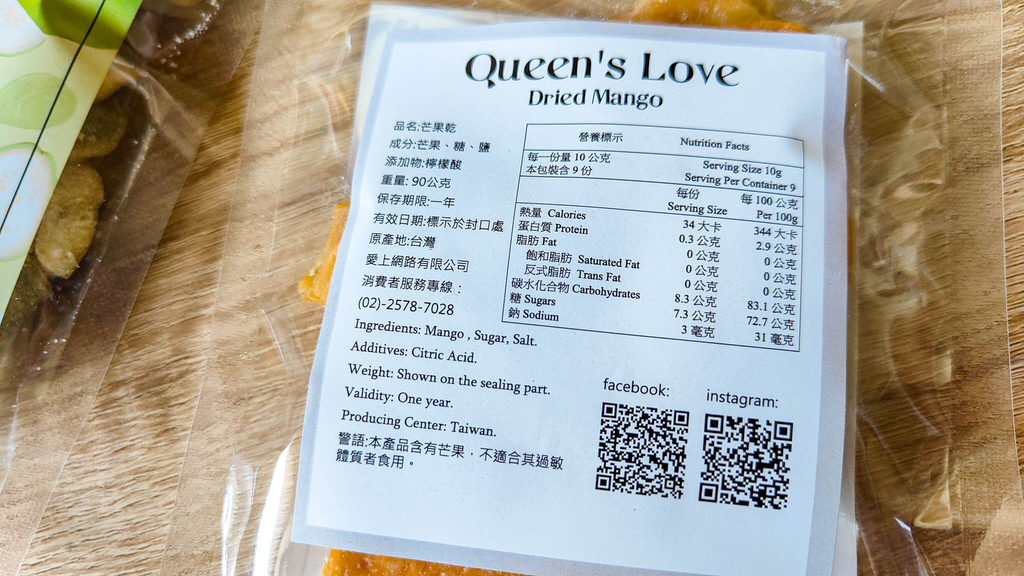 Queen's Love
Dried Mango
品名:芒果乾
成分:芒果、糖、鹽
添加物:檸檬酸
重量: 90公克
保存期限:一年
有效日期:標示於封口處
原產地:台灣
愛上網路有限公司
消費者服務專線：
(02)-2578-7028
Ingredients: Mango , Sugar, Salt.
Additives: Citric Acid.
Weight: Shown on the sealing part.
Validity: One year.
Producing Center: Taiwan.
警語:本產品含有芒果，不適合其過敏
體質者食用。
營養標示 Nutrition Facts
每一份量 10 公克 Serving Size 10g
本包裝含 9 份 Serving Per Container 9
每份 每 100 公克
Serving Size Per 100g
熱量 Calories 34 大卡 344 大卡
蛋白質 Protein 0.3 公克 2.9 公克
脂肪 Fat 0 公克 0 公克
飽和脂肪 Saturated Fat 0 公克 0 公克
反式脂肪 Trans Fat 0 公克 0 公克
碳水化合物 Carbohydrates 8.3 公克 83.1 公克
糖 Sugars 7.3 公克 72.7 公克
鈉 Sodium 3 毫克 31 毫克
facebook: instagram: